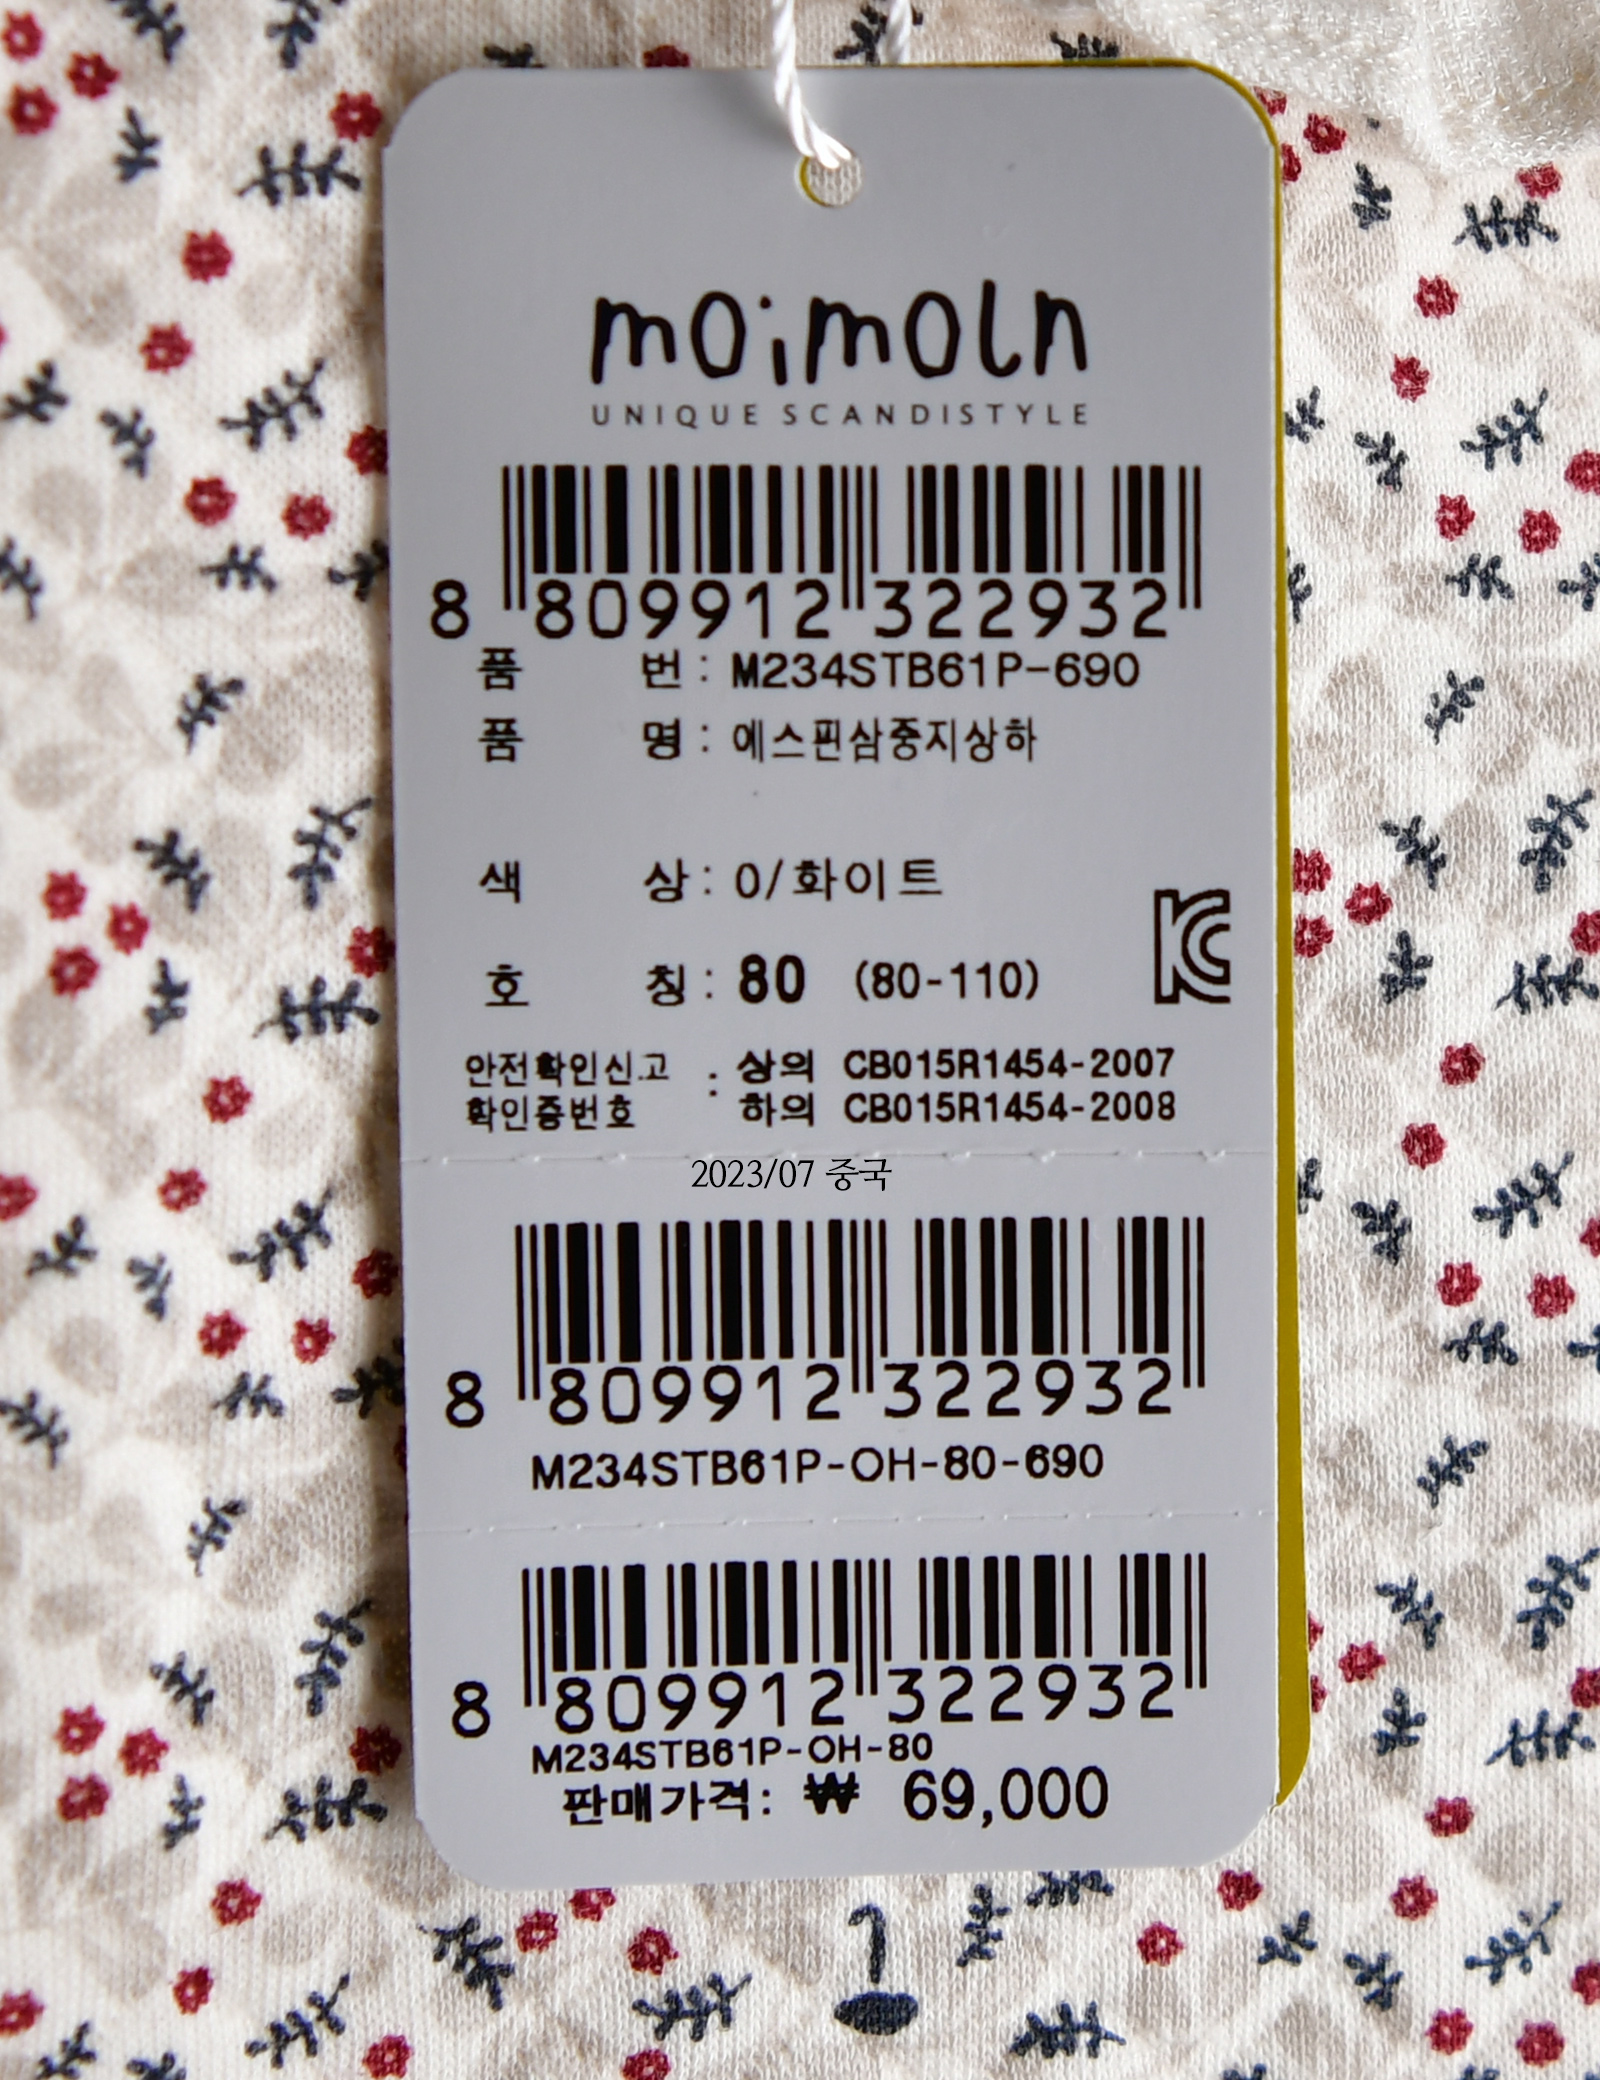 moimoln
UNIQUE SCANDISTYLE
8 809912 322932
품 번 : M234STB61P-690
품 명 : 에스핀삼중지상하
색 상 : 0/화이트
호 칭 : 80 (80-110)
안전확인신고 : 상의 CB015R1454-2007
확인증번호 하의 CB015R1454-2008
2023/07 중국
8 809912 322932
M234STB61P-OH-80-690
8 809912 322932
M234STB61P-OH-80
판매가격: ₩ 69,000